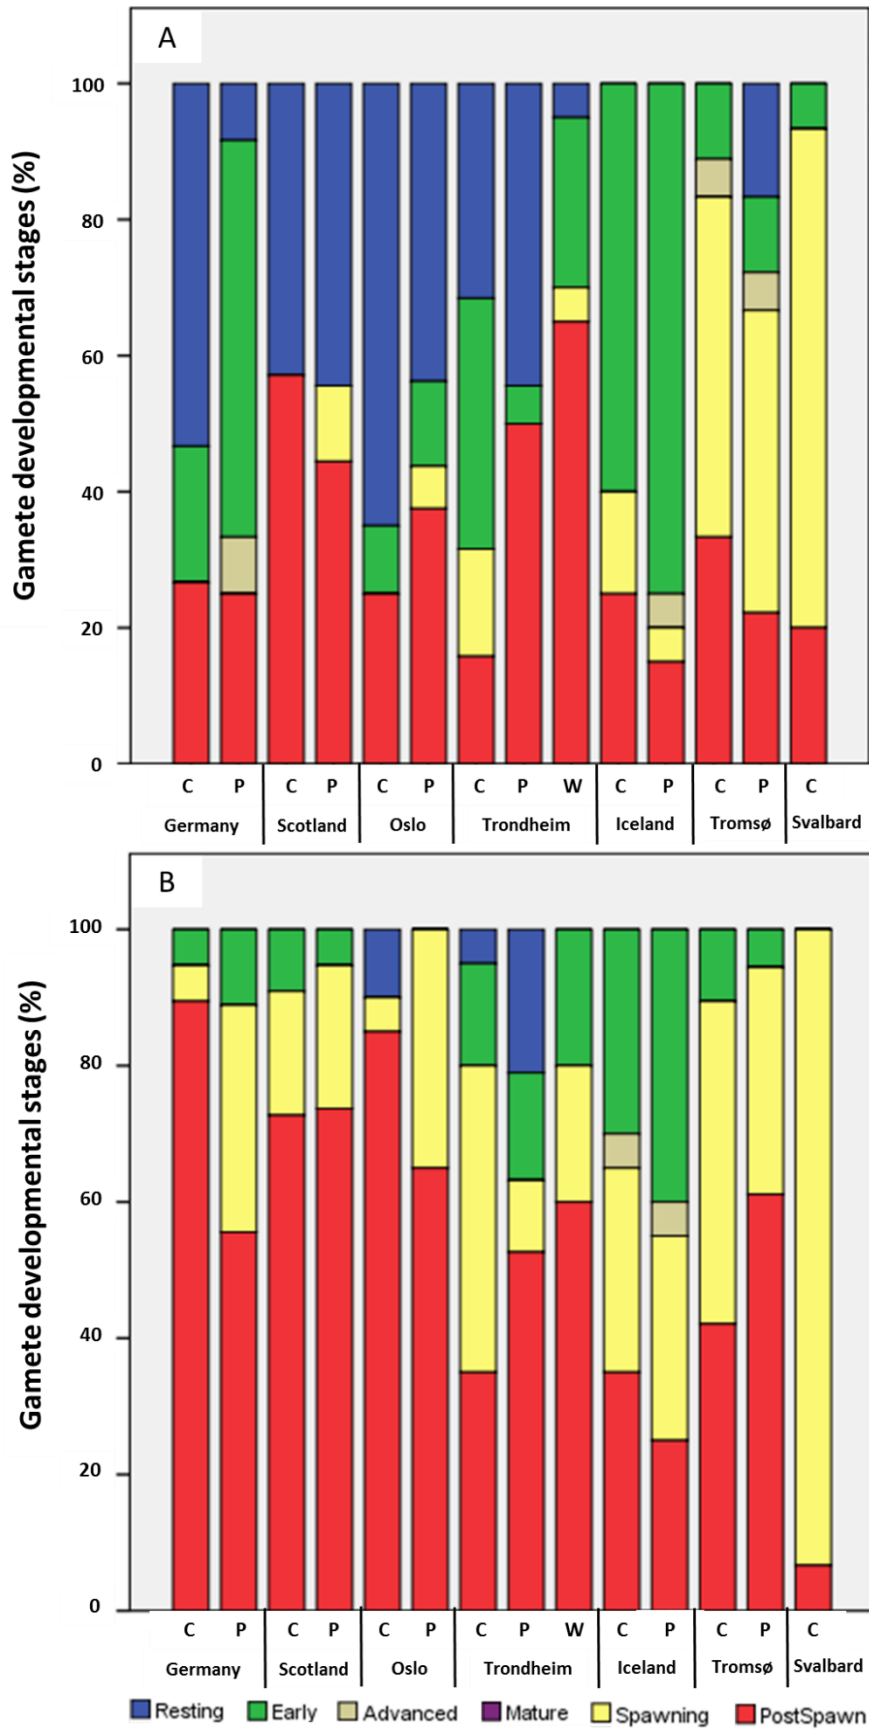 A
Gamete developmental stages (%)
100
80
60
40
20
0
C P C P C P C P W C P C P C
Germany Scotland Oslo Trondheim Iceland Tromsø Svalbard
B
Gamete developmental stages (%)
100
80
60
40
20
0
C P C P C P C P W C P C P C
Germany Scotland Oslo Trondheim Iceland Tromsø Svalbard
Resting Early Advanced Mature Spawning PostSpawn